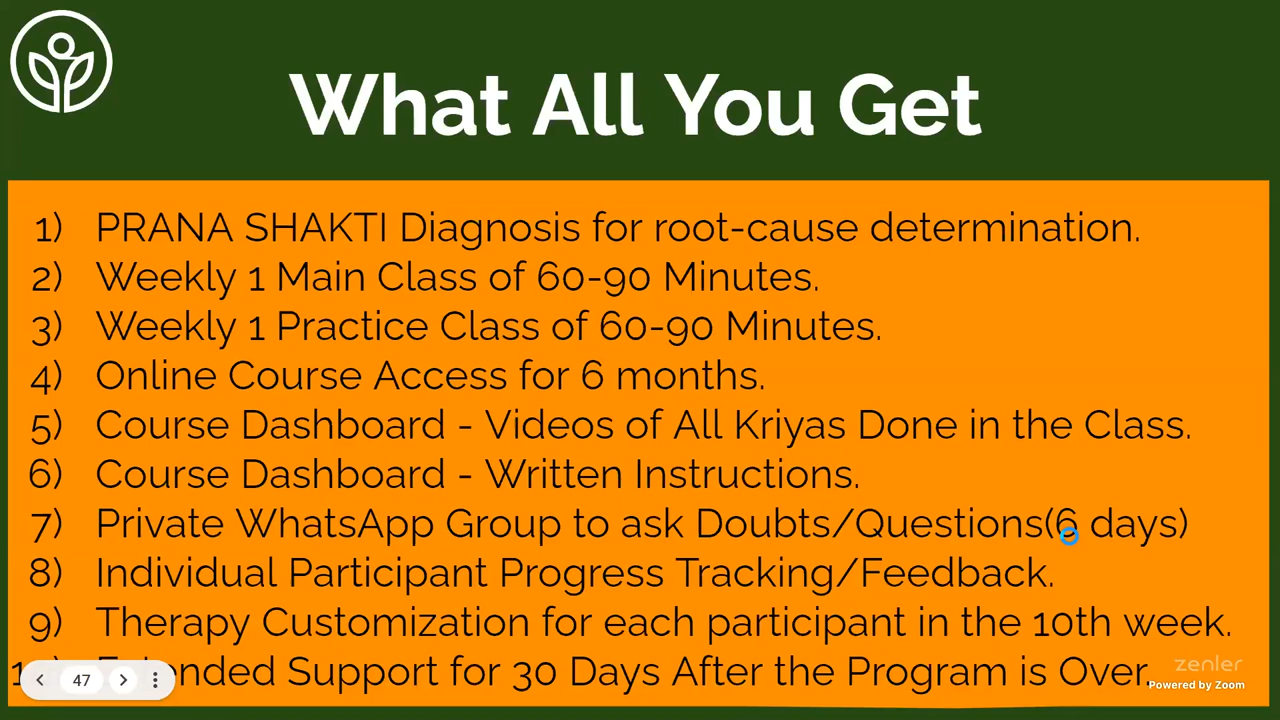 What All You Get
1) PRANA SHAKTI Diagnosis for root-cause determination.
2) Weekly 1 Main Class of 60-90 Minutes.
3) Weekly 1 Practice Class of 60-90 Minutes.
4) Online Course Access for 6 months.
5) Course Dashboard - Videos of All Kriyas Done in the Class.
6) Course Dashboard - Written Instructions.
7) Private WhatsApp Group to ask Doubts/Questions(6 days)
8) Individual Participant Progress Tracking/Feedback.
9) Therapy Customization for each participant in the 10th week.
Support for 30 Days After the Program is Over.
47
zenler
Powered by Zoom